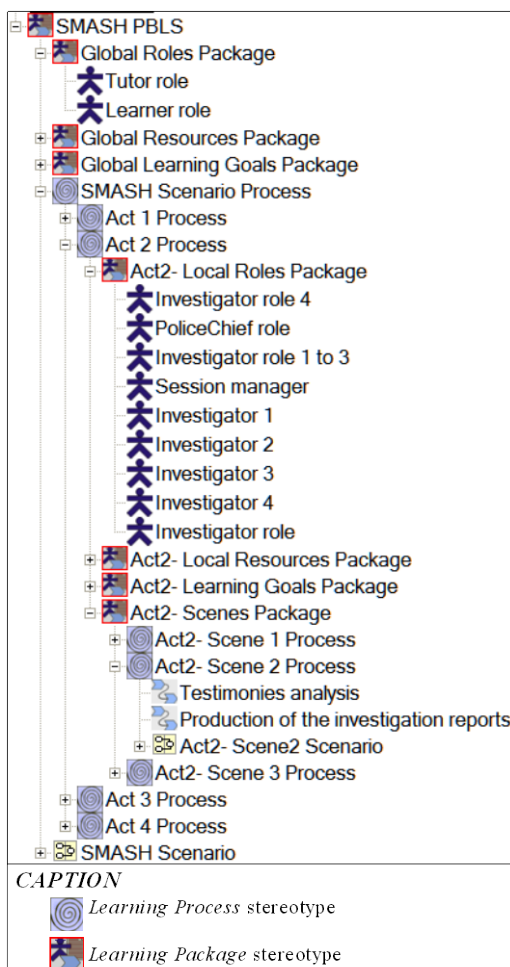 SMASH PBLS
Global Roles Package
Tutor role
Learner role
Global Resources Package
Global Learning Goals Package
SMASH Scenario Process
Act 1 Process
Act 2 Process
Act2- Local Roles Package
Investigator role 4
PoliceChief role
Investigator role 1 to 3
Session manager
Investigator 1
Investigator 2
Investigator 3
Investigator 4
Investigator role
Act2- Local Resources Package
Act2- Learning Goals Package
Act2- Scenes Package
Act2- Scene 1 Process
Act2- Scene 2 Process
Testimonies analysis
Production of the investigation reports
Act2- Scene2 Scenario
Act2- Scene 3 Process
Act 3 Process
Act 4 Process
SMASH Scenario
CAPTION
Learning Process stereotype
Learning Package stereotype